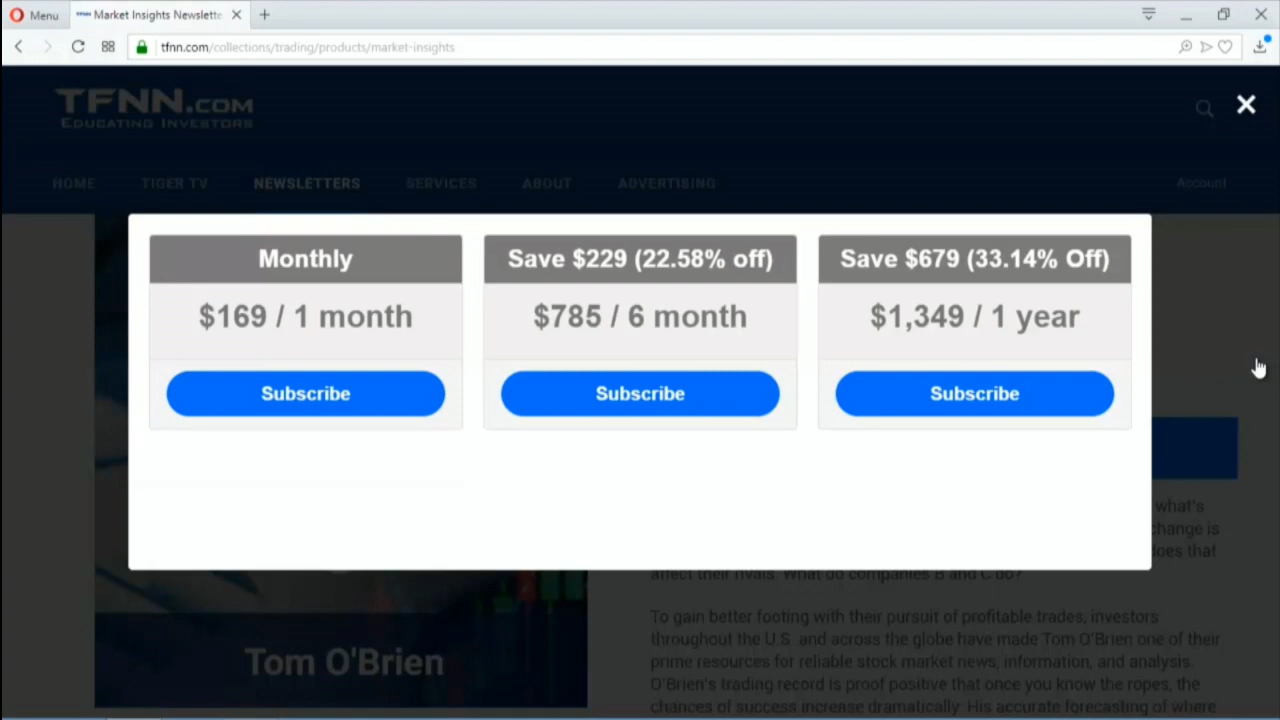 Menu
Market Insights Newslette
tfnn.com/collections/trading/products/market-insights
TFNN.COM
EDUCATING INVESTORS
HOME TIGER TV NEWSLETTERS SERVICES ABOUT ADVERTISING Account
Monthly
$169 / 1 month
Subscribe
Save $229 (22.58% off)
$785 / 6 month
Subscribe
Save $679 (33.14% Off)
$1,349 / 1 year
Subscribe
what's
change is
does that
affect their rivals. What do companies B and C do?
To gain better footing with their pursuit of profitable trades, investors
throughout the U.S. and across the globe have made Tom O'Brien one of their
prime resources for reliable stock market news, information, and analysis.
O'Brien's trading record is proof positive that once you know the ropes, the
chances of success increase dramatically. His accurate forecasting of where
Tom O'Brien